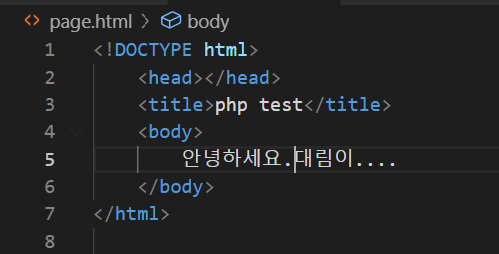 page.html > body
1 <!DOCTYPE html>
2 <head></head>
3 <title>php test</title>
4 <body>
5 안녕하세요.대림이....
6 </body>
7 </html>
8